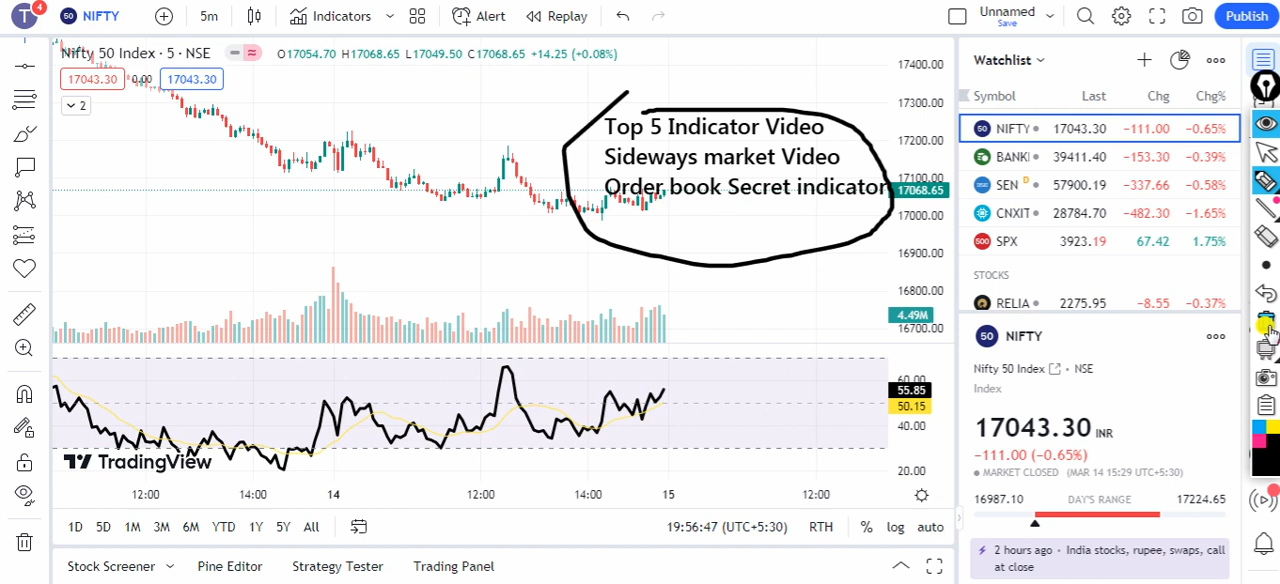 T 4 50 NIFTY 5m Indicators Alert Replay Unnamed Save Publish
Nifty 50 Index · 5 · NSE O17054.70 H17068.65 L17049.50 C17068.65 +14.25 (+0.08%)
17043.30 0.00 17043.30
2
Top 5 Indicator Video
Sideways market Video
Order book Secret indicator
17400.00
17300.00
17200.00
17100.00
17068.65
17000.00
16900.00
16800.00
4.49M
16700.00
60.00
55.85
50.15
40.00
20.00
TradingView
12:00 14:00 14 12:00 14:00 15 12:00
1D 5D 1M 3M 6M YTD 1Y 5Y All 19:56:47 (UTC+5:30) RTH % log auto
Stock Screener Pine Editor Strategy Tester Trading Panel
Watchlist
Symbol Last Chg Chg%
50 NIFTY 17043.30 −111.00 −0.65%
BANKI 39411.40 −153.30 −0.39%
SEN D 57900.19 −337.66 −0.58%
CNXIT 28784.70 −482.30 −1.65%
500 SPX 3923.19 67.42 1.75%
STOCKS
RELIA 2275.95 −8.55 −0.37%
50 NIFTY
Nifty 50 Index · NSE
Index
17043.30 INR
−111.00 (−0.65%)
MARKET CLOSED (MAR 14 15:29 UTC+5:30)
16987.10 DAY'S RANGE 17224.65
2 hours ago · India stocks, rupee, swaps, call
at close